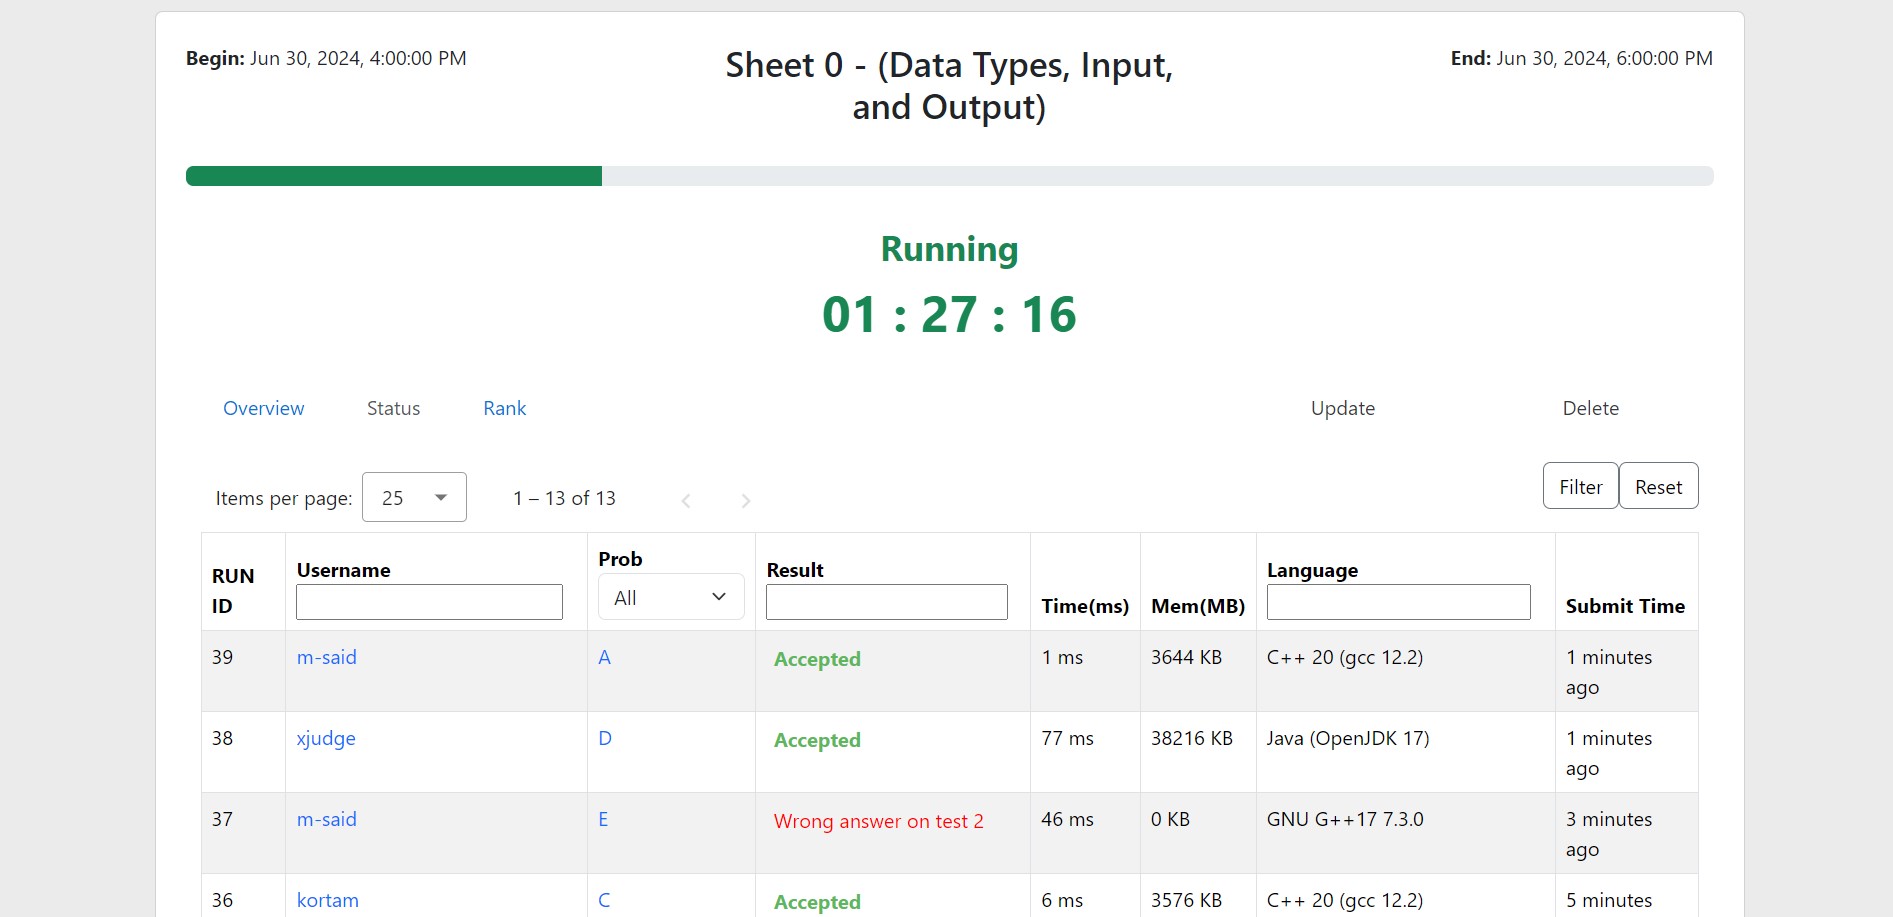 Begin: Jun 30, 2024, 4:00:00 PM
Sheet 0 - (Data Types, Input,
and Output)
End: Jun 30, 2024, 6:00:00 PM
Running
01 : 27 : 16
Overview Status Rank Update Delete
Items per page: 25 1 – 13 of 13 Filter Reset
RUN ID Username Prob All Result Time(ms) Mem(MB) Language Submit Time
39 m-said A Accepted 1 ms 3644 KB C++ 20 (gcc 12.2) 1 minutes ago
38 xjudge D Accepted 77 ms 38216 KB Java (OpenJDK 17) 1 minutes ago
37 m-said E Wrong answer on test 2 46 ms 0 KB GNU G++17 7.3.0 3 minutes ago
36 kortam C Accepted 6 ms 3576 KB C++ 20 (gcc 12.2) 5 minutes